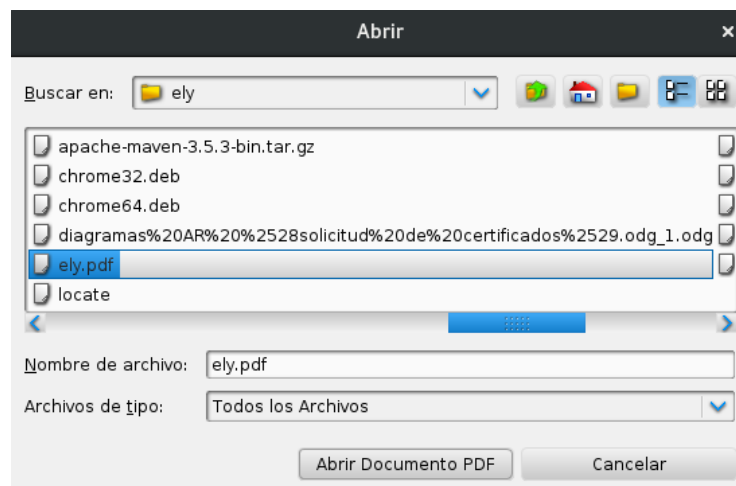 Abrir
Buscar en: ely
apache-maven-3.5.3-bin.tar.gz
chrome32.deb
chrome64.deb
diagramas%20AR%20%2528solicitud%20de%20certificados%2529.odg_1.odg
ely.pdf
locate
Nombre de archivo: ely.pdf
Archivos de tipo: Todos los Archivos
Abrir Documento PDF Cancelar